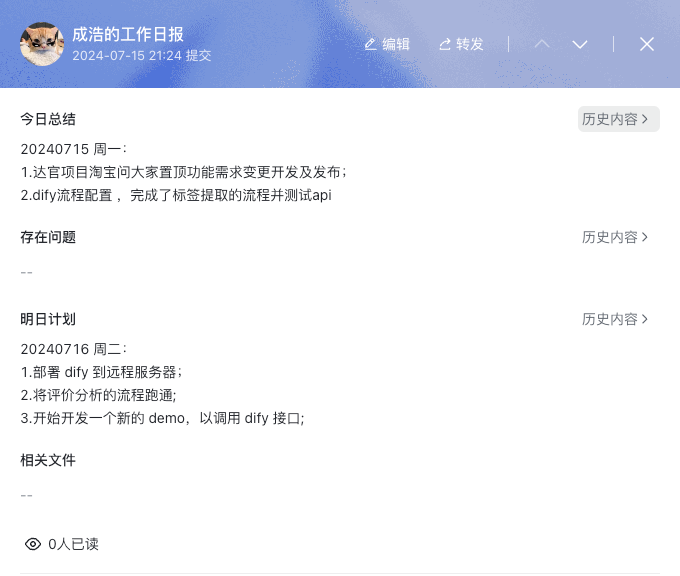 成浩的工作日报
2024-07-15 21:24 提交
编辑
转发
今日总结
历史内容
20240715 周一：
1.达官项目淘宝问大家置顶功能需求变更开发及发布；
2.dify流程配置 ，完成了标签提取的流程并测试api
存在问题
历史内容
--
明日计划
历史内容
20240716 周二：
1.部署 dify 到远程服务器；
2.将评价分析的流程跑通;
3.开始开发一个新的 demo，以调用 dify 接口;
相关文件
--
0人已读